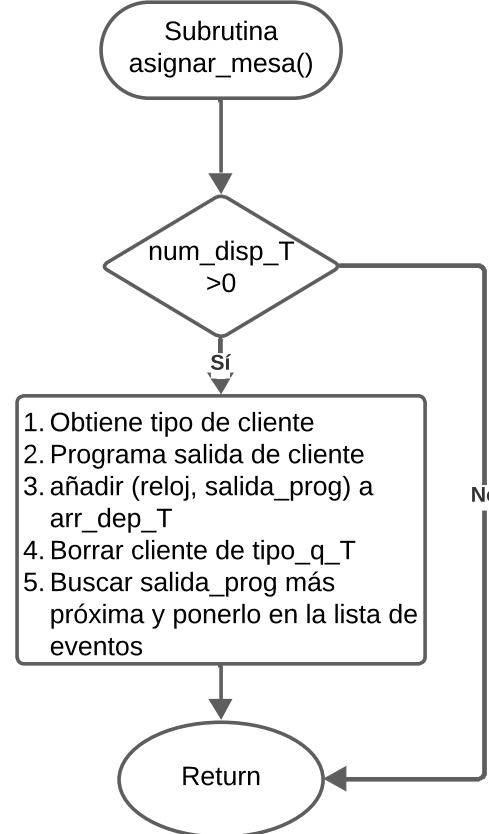 Subrutina
asignar_mesa()
num_disp_T
>0
Sí
1. Obtiene tipo de cliente
2. Programa salida de cliente
3. añadir (reloj, salida_prog) a
arr_dep_T
4. Borrar cliente de tipo_q_T
5. Buscar salida_prog más
próxima y ponerlo en la lista de
eventos
No
Return